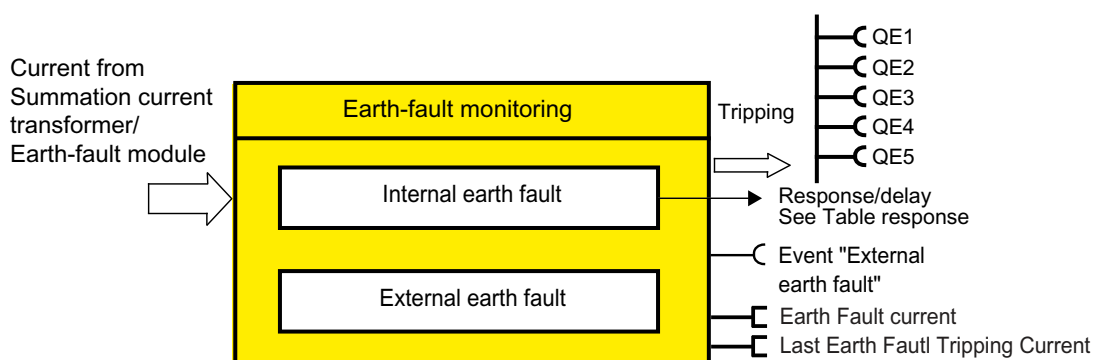 Current from
Summation current
transformer/
Earth-fault module
Earth-fault monitoring
Internal earth fault
External earth fault
Tripping
QE1
QE2
QE3
QE4
QE5
Response/delay
See Table response
Event "External
earth fault"
Earth Fault current
Last Earth Fautl Tripping Current